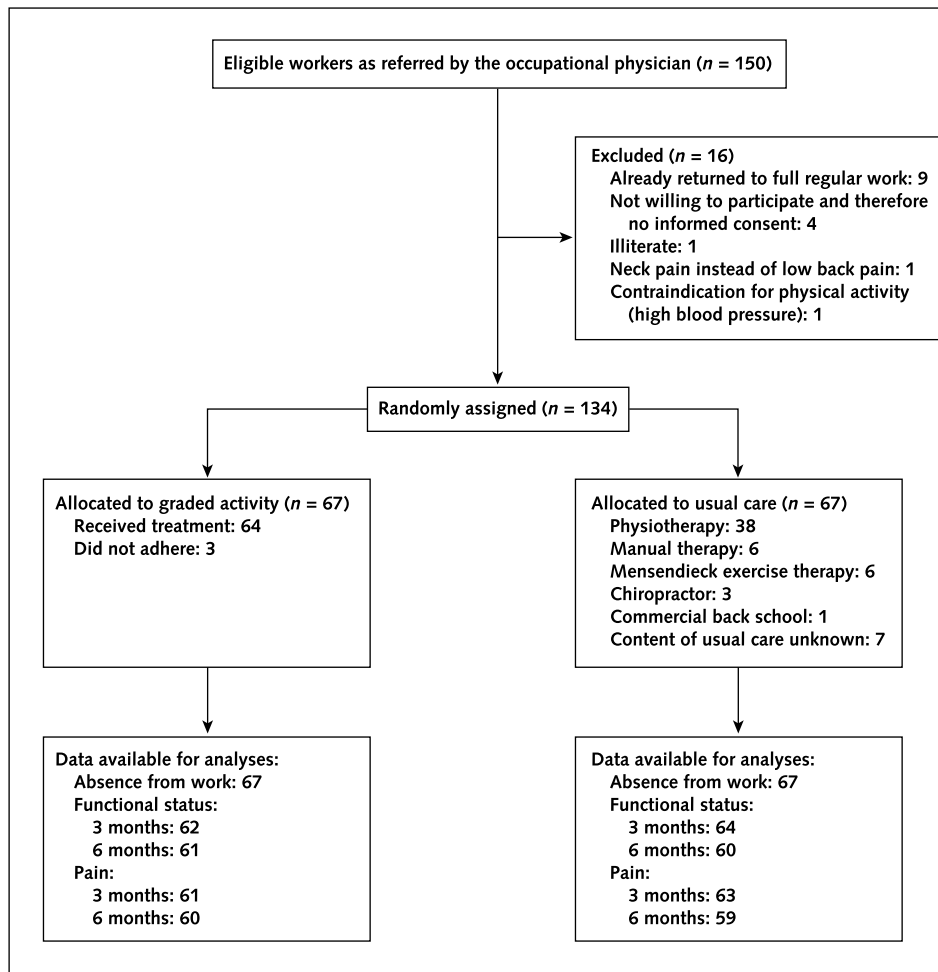 Eligible workers as referred by the occupational physician (n = 150)
Excluded (n = 16)
Already returned to full regular work: 9
Not willing to participate and therefore
no informed consent: 4
Illiterate: 1
Neck pain instead of low back pain: 1
Contraindication for physical activity
(high blood pressure): 1
Randomly assigned (n = 134)
Allocated to graded activity (n = 67)
Received treatment: 64
Did not adhere: 3
Allocated to usual care (n = 67)
Physiotherapy: 38
Manual therapy: 6
Mensendieck exercise therapy: 6
Chiropractor: 3
Commercial back school: 1
Content of usual care unknown: 7
Data available for analyses:
Absence from work: 67
Functional status:
3 months: 62
6 months: 61
Pain:
3 months: 61
6 months: 60
Data available for analyses:
Absence from work: 67
Functional status:
3 months: 64
6 months: 60
Pain:
3 months: 63
6 months: 59